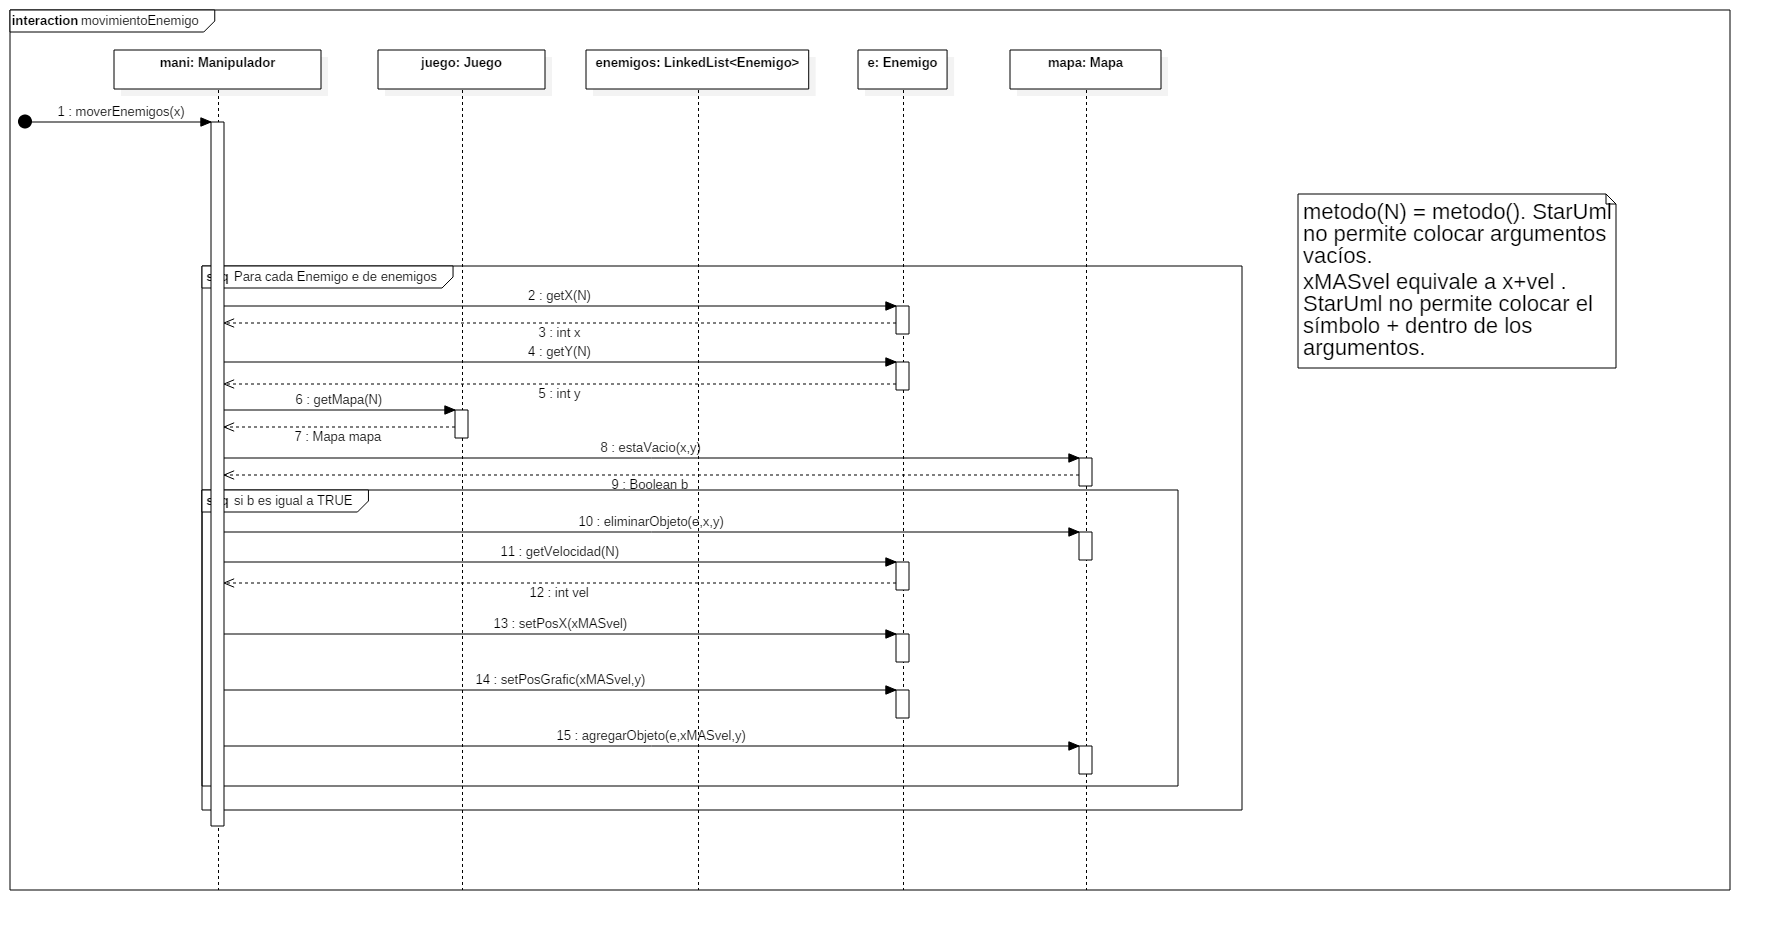 interaction movimientoEnemigo
mani: Manipulador
juego: Juego
enemigos: LinkedList<Enemigo>
e: Enemigo
mapa: Mapa
1 : moverEnemigos(x)
metodo(N) = metodo(). StarUml
no permite colocar argumentos
vacíos.
xMASvel equivale a x+vel .
StarUml no permite colocar el
símbolo + dentro de los
argumentos.
Para cada Enemigo e de enemigos
2 : getX(N)
3 : int x
4 : getY(N)
5 : int y
6 : getMapa(N)
7 : Mapa mapa
8 : estaVacio(x,y)
9 : Boolean b
si b es igual a TRUE
10 : eliminarObjeto(e,x,y)
11 : getVelocidad(N)
12 : int vel
13 : setPosX(xMASvel)
14 : setPosGrafic(xMASvel,y)
15 : agregarObjeto(e,xMASvel,y)